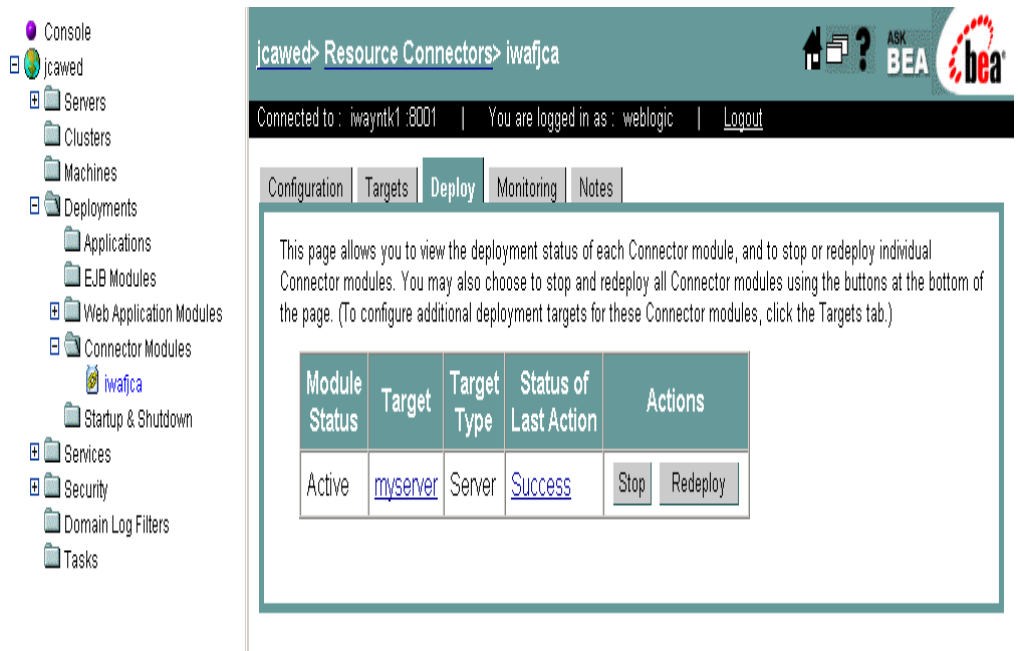 Console
jcawed
Servers
Clusters
Machines
Deployments
Applications
EJB Modules
Web Application Modules
Connector Modules
iwafjca
Startup & Shutdown
Services
Security
Domain Log Filters
Tasks
jcawed> Resource Connectors> iwafjca
?
ASK
BEA
bea
Connected to : iwayntk1 :8001 | You are logged in as : weblogic | Logout
Configuration Targets Deploy Monitoring Notes
This page allows you to view the deployment status of each Connector module, and to stop or redeploy individual
Connector modules. You may also choose to stop and redeploy all Connector modules using the buttons at the bottom of
the page. (To configure additional deployment targets for these Connector modules, click the Targets tab.)
Module Status Target Target Type Status of Last Action Actions
Active myserver Server Success Stop Redeploy